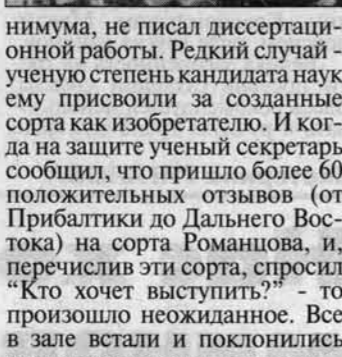 нимума, не писал диссертаци-
онной работы. Редкий случай -
ученую степень кандидата наук
ему присвоили за созданные
сорта как изобретателю. И ког-
да на защите ученый секретарь
сообщил, что пришло более 60
положительных отзывов (от
Прибалтики до Дальнего Вос-
тока) на сорта Романцова, и,
перечислив эти сорта, спросил
"Кто хочет выступить?" - то
произошло неожиданное. Все
в зале встали и поклонились